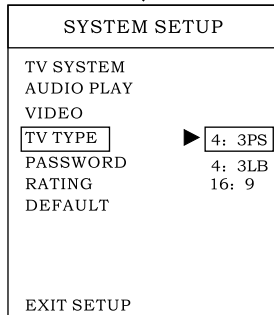 SYSTEM SETUP
TV SYSTEM
AUDIO PLAY
VIDEO
TV TYPE
4: 3PS
PASSWORD
4: 3LB
RATING
16: 9
DEFAULT
EXIT SETUP